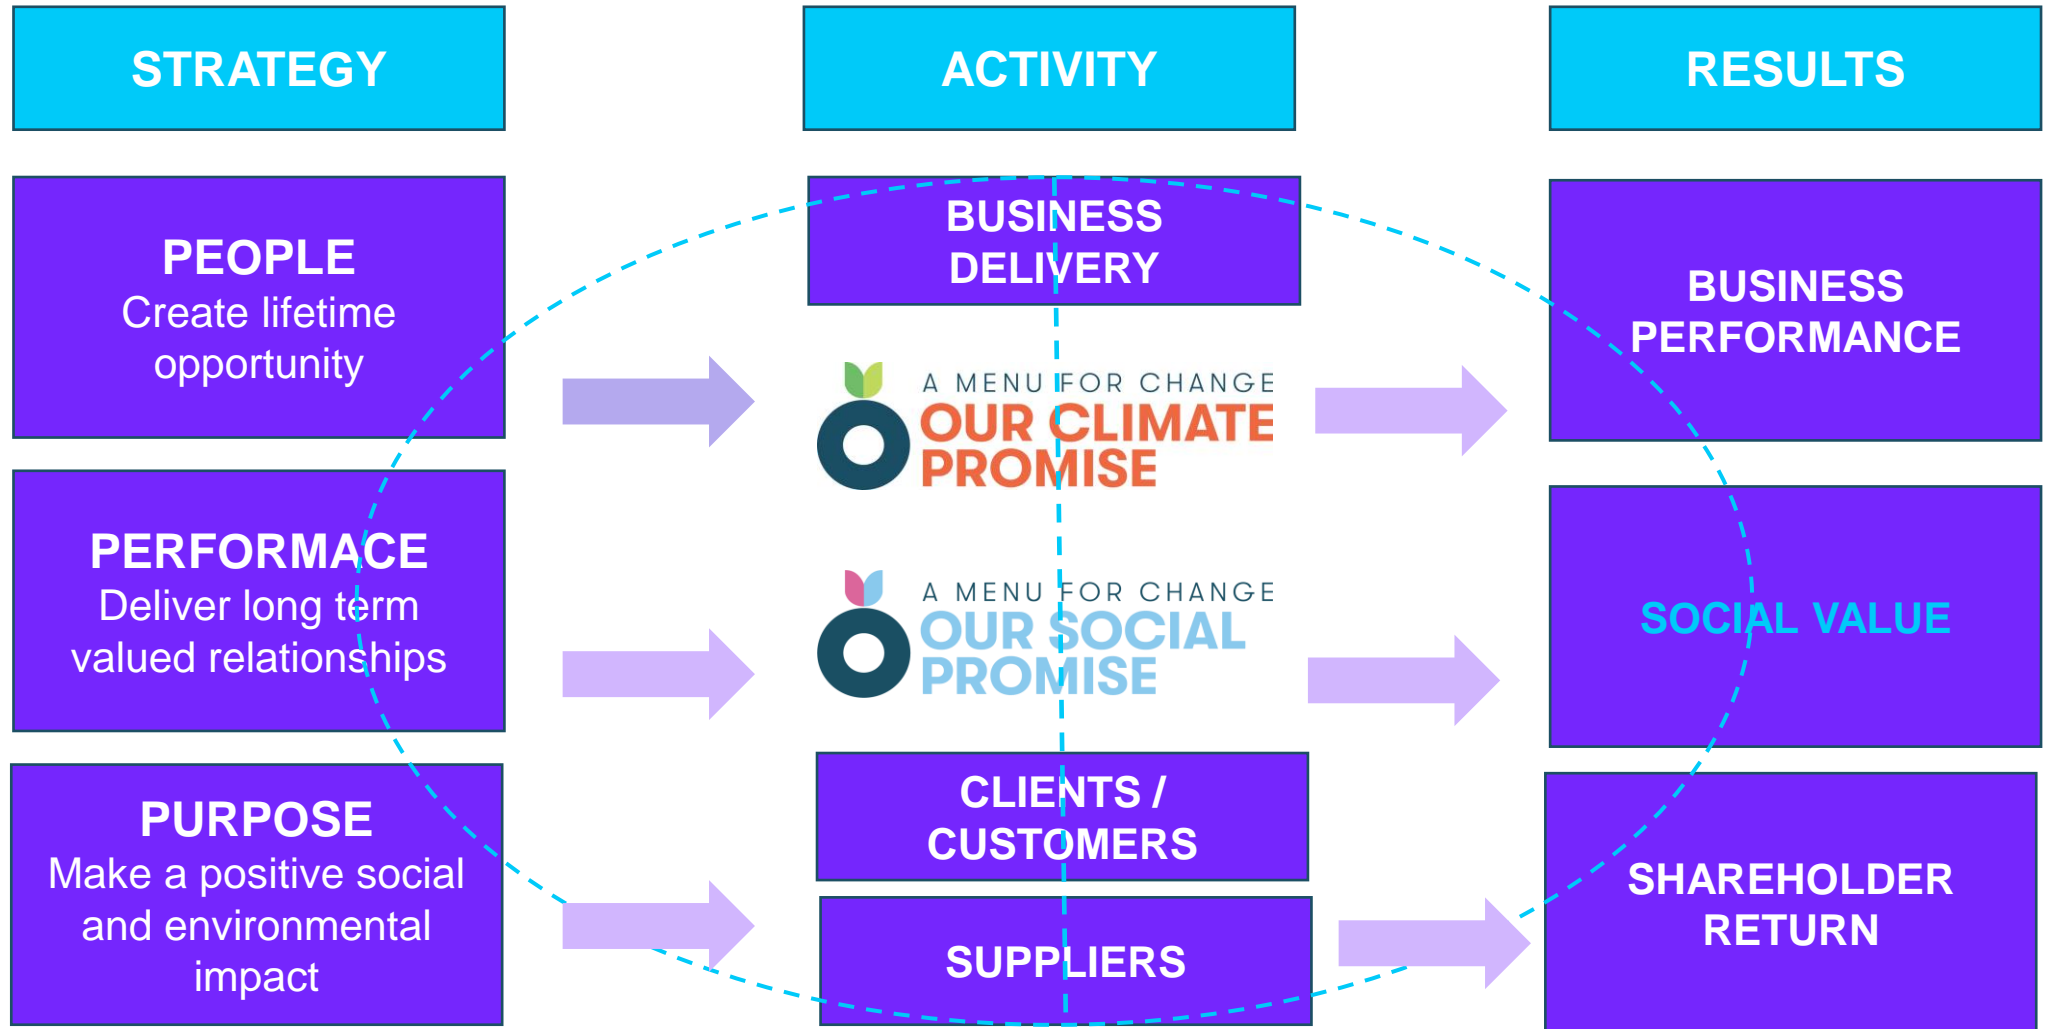 STRATEGY
ACTIVITY
RESULTS
PEOPLE
Create lifetime
opportunity
PERFORMACE
Deliver long term
valued relationships
PURPOSE
Make a positive social
and environmental
impact
BUSINESS
DELIVERY
A MENU FOR CHANGE
OUR CLIMATE
PROMISE
A MENU FOR CHANGE
OUR SOCIAL
PROMISE
CLIENTS /
CUSTOMERS
SUPPLIERS
BUSINESS
PERFORMANCE
SOCIAL VALUE
SHAREHOLDER
RETURN